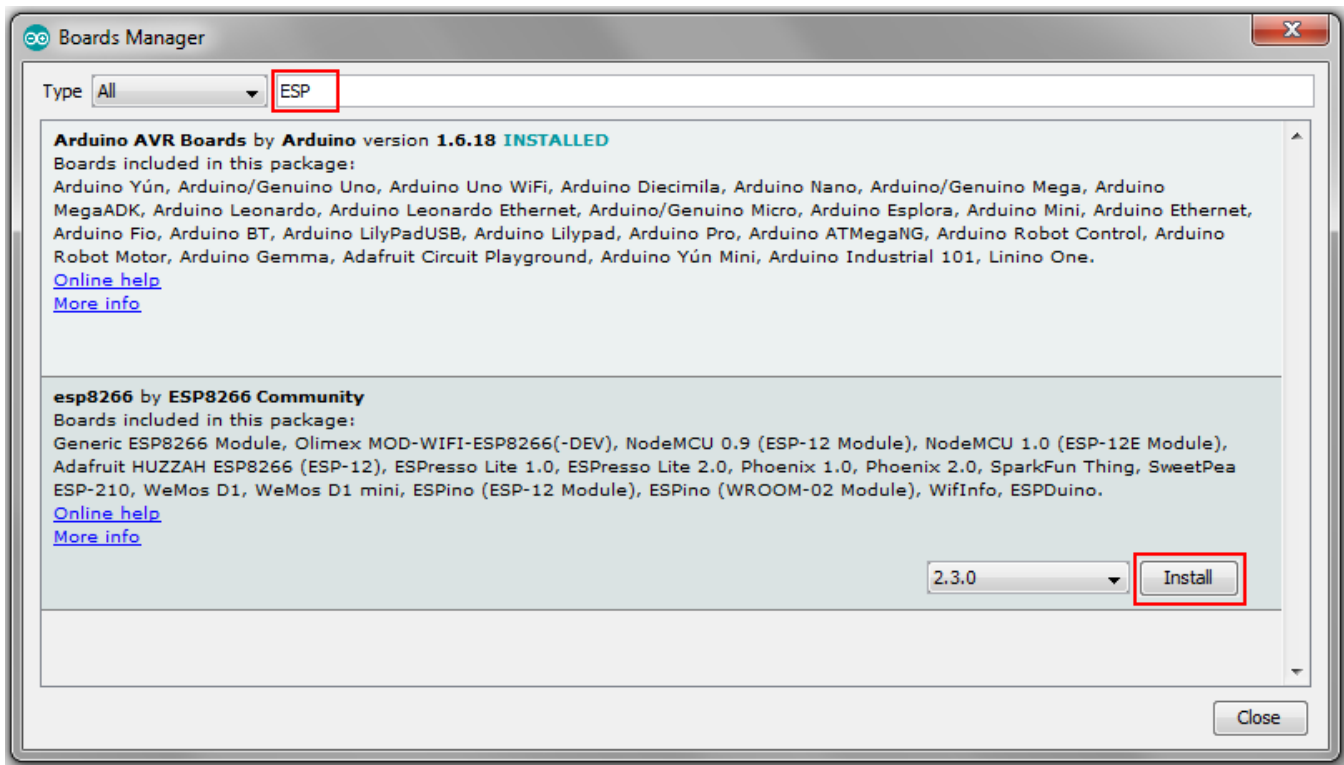 Boards Manager
Type All ESP
Arduino AVR Boards by Arduino version 1.6.18 INSTALLED
Boards included in this package:
Arduino Yún, Arduino/Genuino Uno, Arduino Uno WiFi, Arduino Diecimila, Arduino Nano, Arduino/Genuino Mega, Arduino
MegaADK, Arduino Leonardo, Arduino Leonardo Ethernet, Arduino/Genuino Micro, Arduino Esplora, Arduino Mini, Arduino Ethernet,
Arduino Fio, Arduino BT, Arduino LilyPadUSB, Arduino Lilypad, Arduino Pro, Arduino ATMegaNG, Arduino Robot Control, Arduino
Robot Motor, Arduino Gemma, Adafruit Circuit Playground, Arduino Yún Mini, Arduino Industrial 101, Linino One.
Online help
More info
esp8266 by ESP8266 Community
Boards included in this package:
Generic ESP8266 Module, Olimex MOD-WIFI-ESP8266(-DEV), NodeMCU 0.9 (ESP-12 Module), NodeMCU 1.0 (ESP-12E Module),
Adafruit HUZZAH ESP8266 (ESP-12), ESPresso Lite 1.0, ESPresso Lite 2.0, Phoenix 1.0, Phoenix 2.0, SparkFun Thing, SweetPea
ESP-210, WeMos D1, WeMos D1 mini, ESPino (ESP-12 Module), ESPino (WROOM-02 Module), WifInfo, ESPDuino.
Online help
More info
2.3.0 Install
Close